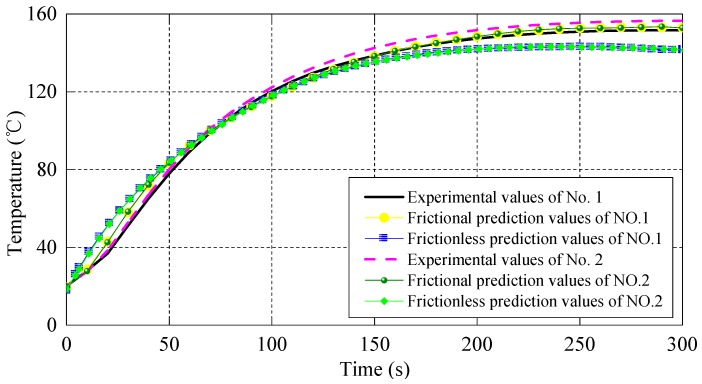 160
120
80
40
0
Temperature (℃)
Experimental values of No. 1
Frictional prediction values of NO.1
Frictionless prediction values of NO.1
Experimental values of No. 2
Frictional prediction values of NO.2
Frictionless prediction values of NO.2
0 50 100 150 200 250 300
Time (s)